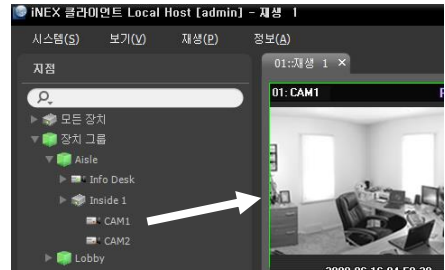 iNEX 클라이언트 Local Host [admin] - 재생 1
시스템(S) 보기(V) 재생(P) 정보(A)
지점
01::재생 1 ×
01: CAM1
모든 장치
장치 그룹
Aisle
Info Desk
Inside 1
CAM1
CAM2
Lobby